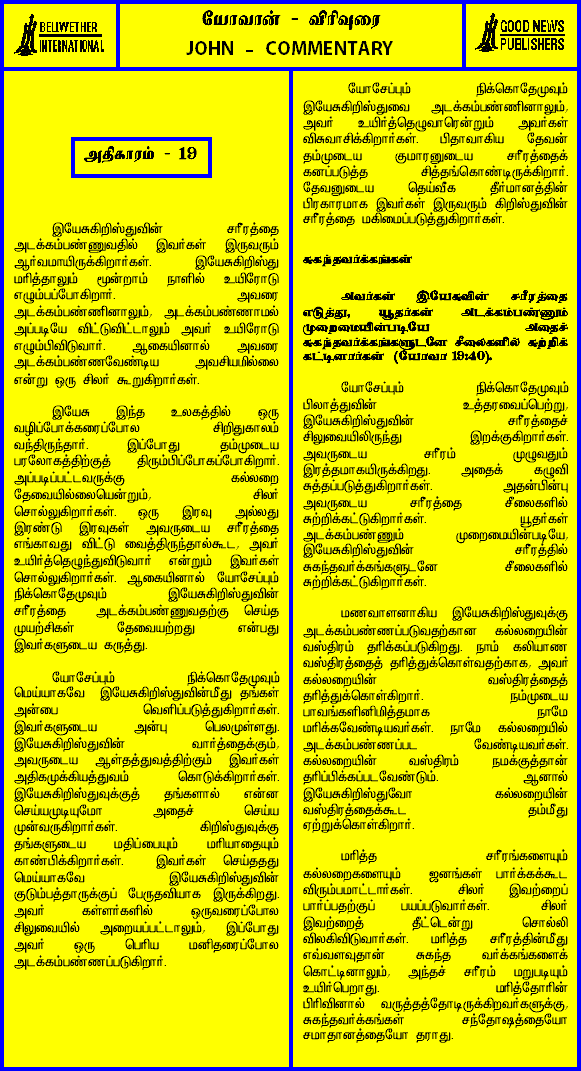 BELLWETHER
INTERNATIONAL
யோவான் - விரிவுரை
JOHN - COMMENTARY
GOOD NEWS
PUBLISHERS
அதிகாரம் - 19
இயேசுகிறிஸ்துவின் சரீரத்தை
அடக்கம்பண்ணுவதில் இவர்கள் இருவரும்
ஆர்வமாயிருக்கிறார்கள். இயேசுகிறிஸ்து
மரித்தாலும் மூன்றாம் நாளில் உயிரோடு
எழும்பப்போகிறார். அவரை
அடக்கம்பண்ணினாலும், அடக்கம்பண்ணாமல்
அப்படியே விட்டுவிட்டாலும் அவர் உயிரோடு
எழும்பிவிடுவார். ஆகையினால் அவரை
அடக்கம்பண்ணவேண்டிய அவசியமில்லை
என்று ஒரு சிலர் கூறுகிறார்கள்.
இயேசு இந்த உலகத்தில் ஒரு
வழிப்போக்கரைப்போல சிறிதுகாலம்
வந்திருந்தார். இப்போது தம்முடைய
பரலோகத்திற்குத் திரும்பிப்போகப்போகிறார்.
அப்படிப்பட்டவருக்கு கல்லறை
தேவையில்லையென்றும், சிலர்
சொல்லுகிறார்கள். ஒரு இரவு அல்லது
இரண்டு இரவுகள் அவருடைய சரீரத்தை
எங்காவது விட்டு வைத்திருந்தால்கூட, அவர்
உயிர்த்தெழுந்துவிடுவார் என்றும் இவர்கள்
சொல்லுகிறார்கள். ஆகையினால் யோசேப்பும்
நிக்கொதேமுவும் இயேசுகிறிஸ்துவின்
சரீரத்தை அடக்கம்பண்ணுவதற்கு செய்த
முயற்சிகள் தேவையற்றது என்பது
இவர்களுடைய கருத்து.
யோசேப்பும் நிக்கொதேமுவும்
மெய்யாகவே இயேசுகிறிஸ்துவின்மீது தங்கள்
அன்பை வெளிப்படுத்துகிறார்கள்.
இவர்களுடைய அன்பு பெலமுள்ளது.
இயேசுகிறிஸ்துவின் வார்த்தைக்கும்,
அவருடைய ஆள்தத்துவத்திற்கும் இவர்கள்
அதிகமுக்கியத்துவம் கொடுக்கிறார்கள்.
இயேசுகிறிஸ்துவுக்குத் தங்களால் என்ன
செய்யமுடியுமோ அதைச் செய்ய
முன்வருகிறார்கள். கிறிஸ்துவுக்கு
தங்களுடைய மதிப்பையும் மரியாதையும்
காண்பிக்கிறார்கள். இவர்கள் செய்ததது
மெய்யாகவே இயேசுகிறிஸ்துவின்
குடும்பத்தாருக்குப் பேருதவியாக இருக்கிறது.
அவர் கள்ளர்களில் ஒருவரைப்போல
சிலுவையில் அறையப்பட்டாலும், இப்போது
அவர் ஒரு பெரிய மனிதரைப்போல
அடக்கம்பண்ணப்படுகிறார்.
யோசேப்பும் நிக்கொதேமுவும்
இயேசுகிறிஸ்துவை அடக்கம்பண்ணினாலும்,
அவர் உயிர்த்தெழுவாரென்றும் அவர்கள்
விசுவாசிக்கிறார்கள். பிதாவாகிய தேவன்
தம்முடைய குமாரனுடைய சரீரத்தைக்
கனப்படுத்த சித்தங்கொண்டிருக்கிறார்.
தேவனுடைய தெய்வீக தீர்மானத்தின்
பிரகாரமாக இவர்கள் இருவரும் கிறிஸ்துவின்
சரீரத்தை மகிமைப்படுத்துகிறார்கள்.
சுகந்தவர்க்கங்கள்
அவர்கள் இயேசுவின் சரீரத்தை
எடுத்து, யூதர்கள் அடக்கம்பண்ணும்
முறைமையின்படியே அதைச்
சுகந்தவர்க்கங்களுடனே சீலைகளில் சுற்றிக்
கட்டினார்கள் (யோவா 19:40).
யோசேப்பும் நிக்கொதேமுவும்
பிலாத்துவின் உத்தரவைப்பெற்று,
இயேசுகிறிஸ்துவின் சரீரத்தைச்
சிலுவையிலிருந்து இறக்குகிறார்கள்.
அவருடைய சரீரம் முழுவதும்
இரத்தமாகயிருக்கிறது. அதைக் கழுவி
சுத்தப்படுத்துகிறார்கள். அதன்பின்பு
அவருடைய சரீரத்தை சீலைகளில்
சுற்றிக்கட்டுகிறார்கள். யூதர்கள்
அடக்கம்பண்ணும் முறைமையின்படியே,
இயேசுகிறிஸ்துவின் சரீரத்தில்
சுகந்தவர்க்கங்களுடனே சீலைகளில்
சுற்றிக்கட்டுகிறார்கள்.
மணவாளனாகிய இயேசுகிறிஸ்துவுக்கு
அடக்கம்பண்ணப்படுவதற்கான கல்லறையின்
வஸ்திரம் தரிக்கப்படுகிறது. நாம் கலியாண
வஸ்திரத்தைத் தரித்துக்கொள்வதற்காக, அவர்
கல்லறையின் வஸ்திரத்தைத்
தரித்துக்கொள்கிறார். நம்முடைய
பாவங்களினிமித்தமாக நாமே
மரிக்கவேண்டியவர்கள். நாமே கல்லறையில்
அடக்கம்பண்ணப்பட வேண்டியவர்கள்.
கல்லறையின் வஸ்திரம் நமக்குத்தான்
தரிப்பிக்கப்படவேண்டும். ஆனால்
இயேசுகிறிஸ்துவோ கல்லறையின்
வஸ்திரத்தைக்கூட தம்மீது
ஏற்றுக்கொள்கிறார்.
மரித்த சரீரங்களையும்
கல்லறைகளையும் ஜனங்கள் பார்க்கக்கூட
விரும்பமாட்டார்கள். சிலர் இவற்றைப்
பார்ப்பதற்குப் பயப்படுவார்கள். சிலர்
இவற்றைத் தீட்டென்று சொல்லி
விலகிவிடுவார்கள். மரித்த சரீரத்தின்மீது
எவ்வளவுதான் சுகந்த வர்க்கங்களைக்
கொட்டினாலும், அந்தச் சரீரம் மறுபடியும்
உயிர்பெறாது. மரித்தோரின்
பிரிவினால் வருத்தத்தோடிருக்கிறவர்களுக்கு,
சுகந்தவர்க்கங்கள் சந்தோஷத்தையோ
சமாதானத்தையோ தராது.